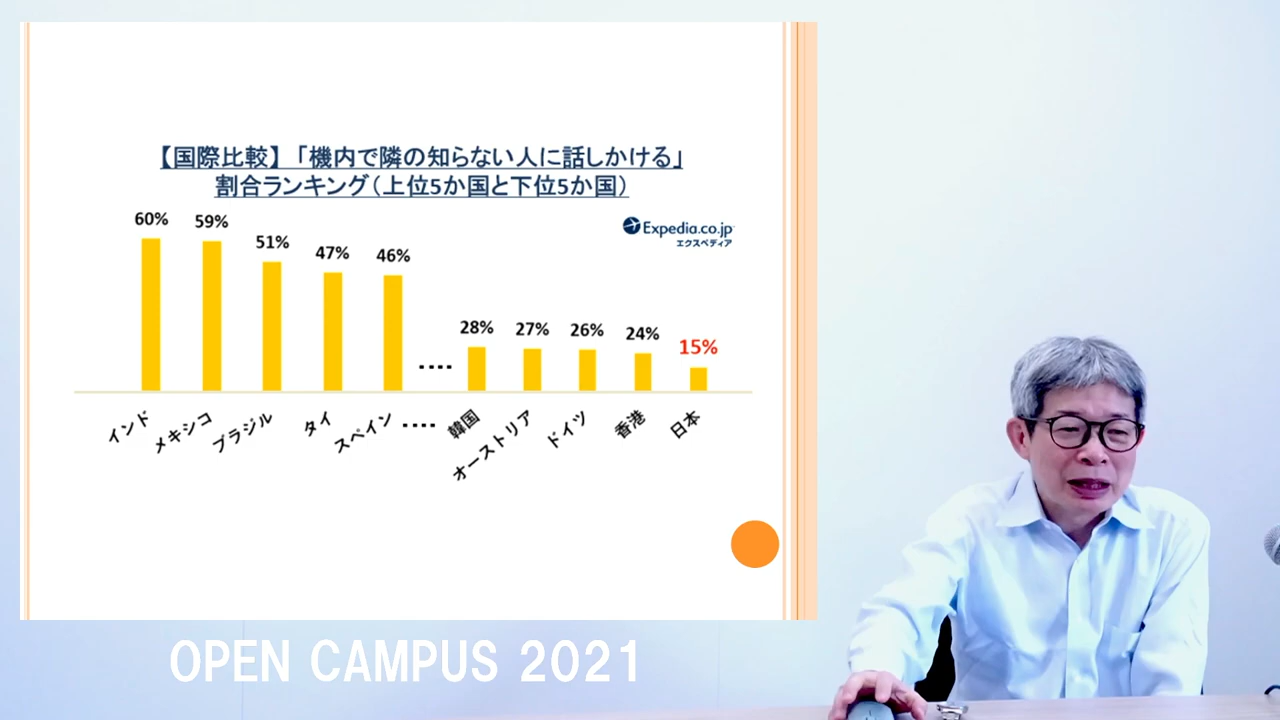 【国際比較】「機内で隣の知らない人に話しかける」
割合ランキング（上位5か国と下位5か国）
Expedia.co.jp
エクスペディア
60%
59%
51%
47%
46%
28%
27%
26%
24%
15%
インド
メキシコ
ブラジル
タイ
スペイン
韓国
オーストリア
ドイツ
香港
日本
OPEN CAMPUS 2021